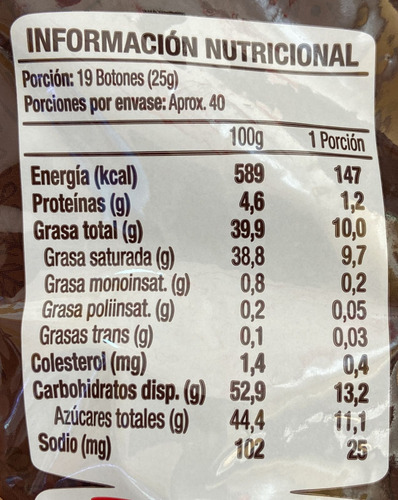 INFORMACIÓN NUTRICIONAL
Porción: 19 Botones (25g)
Porciones por envase: Aprox. 40
100g 1 Porción
Energía (kcal) 589 147
Proteínas (g) 4,6 1,2
Grasa total (g) 39,9 10,0
Grasa saturada (g) 38,8 9,7
Grasa monoinsat. (g) 0,8 0,2
Grasa poliinsat. (g) 0,2 0,05
Grasas trans (g) 0,1 0,03
Colesterol (mg) 1,4 0,4
Carbohidratos disp. (g) 52,9 13,2
Azúcares totales (g) 44,4 11,1
Sodio (mg) 102 25